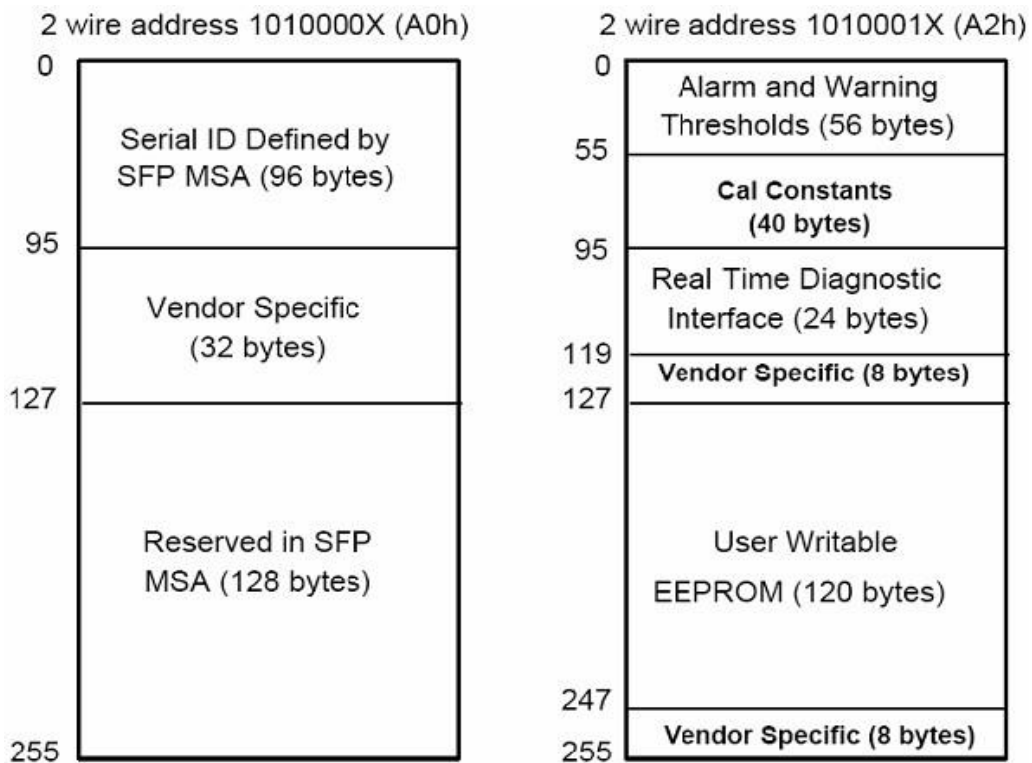 2 wire address 1010000X (A0h)
0
Serial ID Defined by
SFP MSA (96 bytes)
95
Vendor Specific
(32 bytes)
127
Reserved in SFP
MSA (128 bytes)
255
2 wire address 1010001X (A2h)
0
Alarm and Warning
Thresholds (56 bytes)
55
Cal Constants
(40 bytes)
95
Real Time Diagnostic
Interface (24 bytes)
119
Vendor Specific (8 bytes)
127
User Writable
EEPROM (120 bytes)
247
Vendor Specific (8 bytes)
255